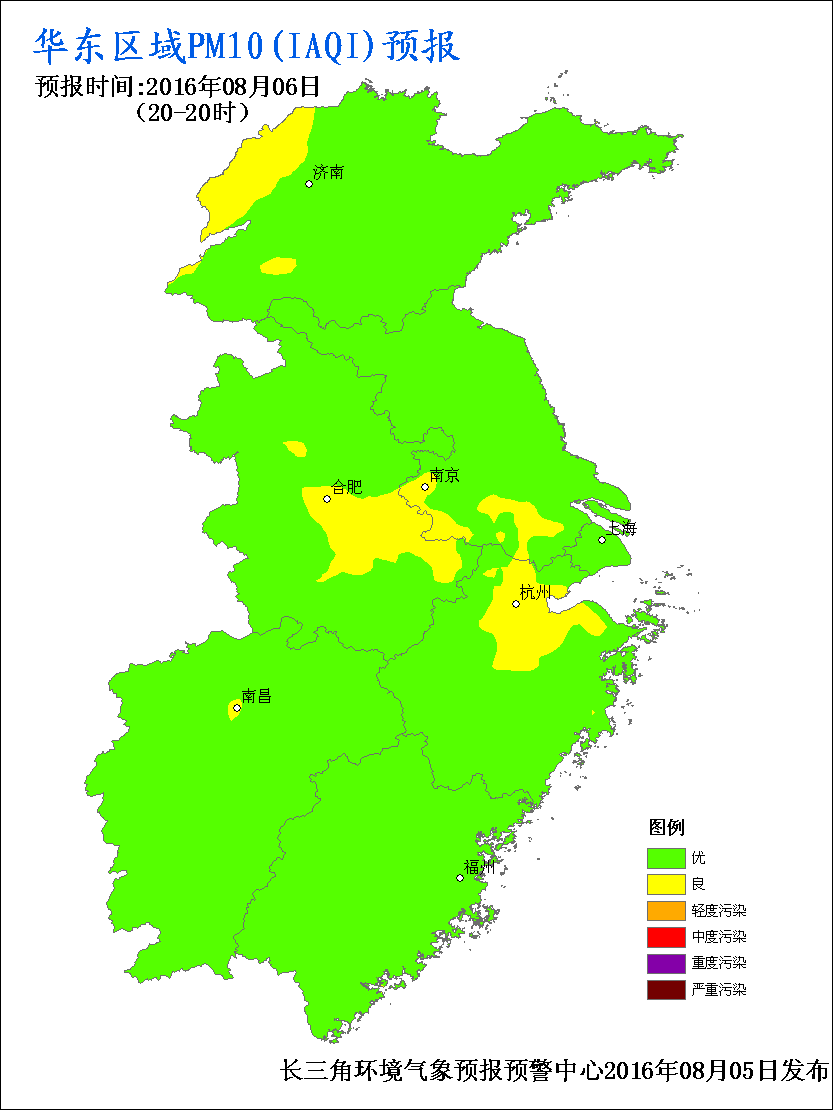 华东区域PM10(IAQI)预报
预报时间:2016年08月06日
(20-20时)
济南
南京
合肥
上海
杭州
南昌
福州
图例
优
良
轻度污染
中度污染
重度污染
严重污染
长三角环境气象预报预警中心2016年08月05日发布